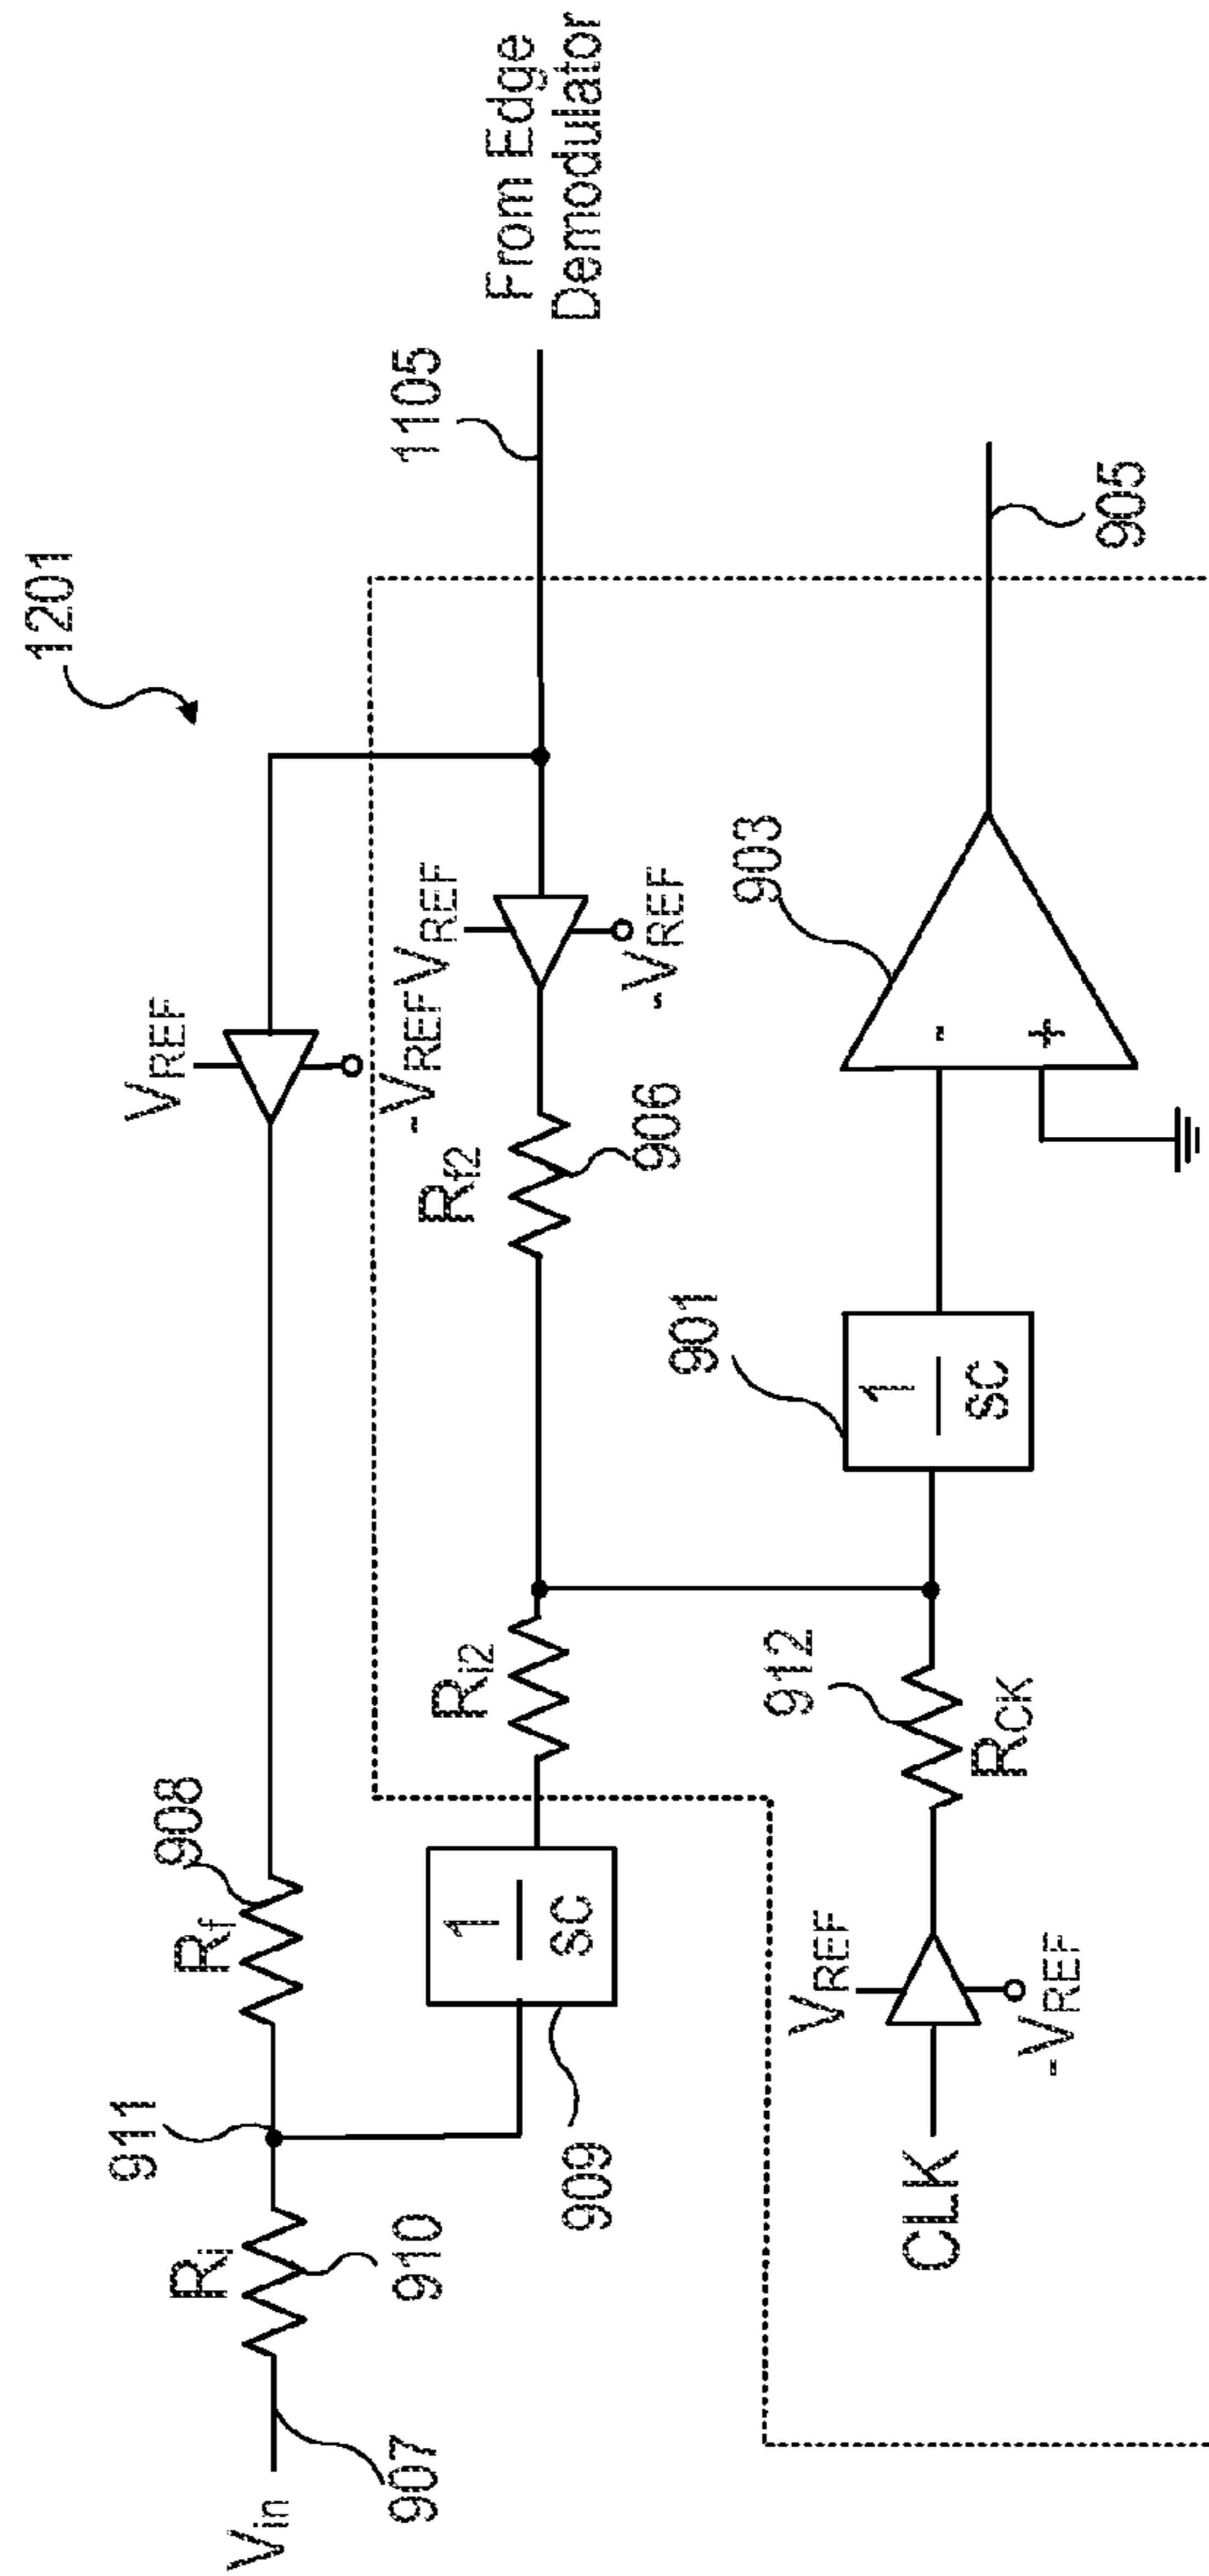 1201
From Edge
Demodulator
1105
V_REF
-V_REF
V_REF
-V_REF
908
R_f
911
R_i
910
V_in
907
R_f2
906
R_i2
1
SC
909
903
-
+
905
901
1
SC
912
R_CK
V_REF
-V_REF
CLK